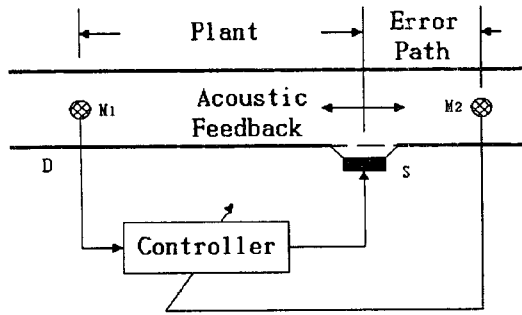 Plant
Error
Path
M1
Acoustic
Feedback
M2
D
S
Controller